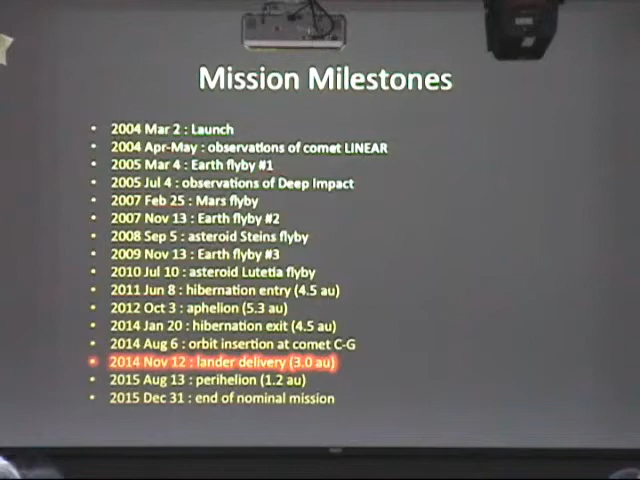 Mission Milestones
• 2004 Mar 2 : Launch
• 2004 Apr-May : observations of comet LINEAR
• 2005 Mar 4 : Earth flyby #1
• 2005 Jul 4 : observations of Deep Impact
• 2007 Feb 25 : Mars flyby
• 2007 Nov 13 : Earth flyby #2
• 2008 Sep 5 : asteroid Steins flyby
• 2009 Nov 13 : Earth flyby #3
• 2010 Jul 10 : asteroid Lutetia flyby
• 2011 Jun 8 : hibernation entry (4.5 au)
• 2012 Oct 3 : aphelion (5.3 au)
• 2014 Jan 20 : hibernation exit (4.5 au)
• 2014 Aug 6 : orbit insertion at comet C-G
• 2014 Nov 12 : lander delivery (3.0 au)
• 2015 Aug 13 : perihelion (1.2 au)
• 2015 Dec 31 : end of nominal mission